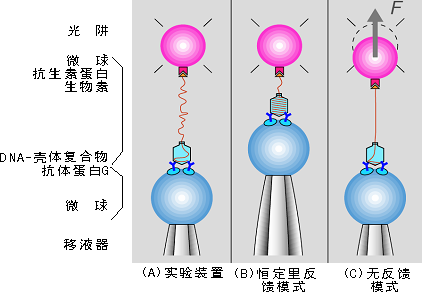 光 阱
F
微 球
抗生素蛋白
生物素
DNA-壳体复合物
抗体蛋白G
微 球
移液器
(A)实验装置
(B)恒定里反
馈模式
(C)无反馈
模式